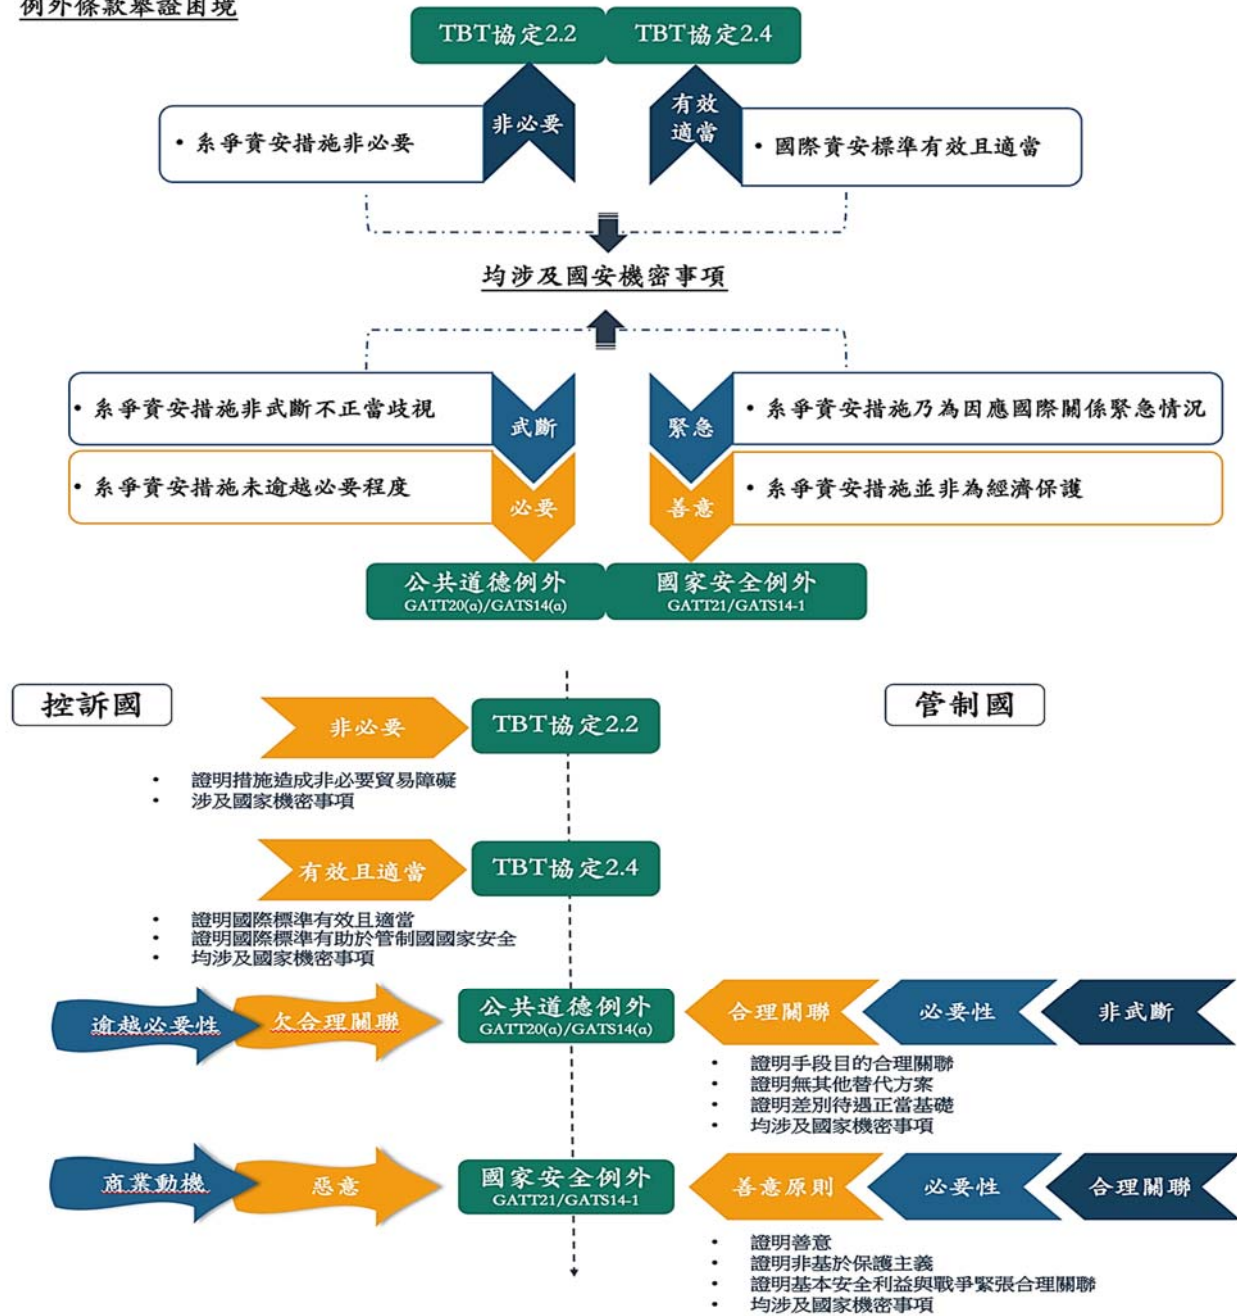 例外條款舉證困境
TBT協定2.2
TBT協定2.4
非必要
有效
適當
• 系爭資安措施非必要
• 國際資安標準有效且適當
均涉及國安機密事項
• 系爭資安措施非武斷不正當歧視
武斷
緊急
• 系爭資安措施乃為因應國際關係緊急情況
• 系爭資安措施未逾越必要程度
必要
善意
• 系爭資安措施並非為經濟保護
公共道德例外
GATT20(a)/GATS14(a)
國家安全例外
GATT21/GATS14-1
控訴國
管制國
非必要
TBT協定2.2
• 證明措施造成非必要貿易障礙
• 涉及國家機密事項
有效且適當
TBT協定2.4
• 證明國際標準有效且適當
• 證明國際標準有助於管制國國家安全
• 均涉及國家機密事項
逾越必要性
欠合理關聯
公共道德例外
GATT20(a)/GATS14(a)
合理關聯
必要性
非武斷
• 證明手段目的合理關聯
• 證明無其他替代方案
• 證明差別待遇正當基礎
• 均涉及國家機密事項
商業動機
惡意
國家安全例外
GATT21/GATS14-1
善意原則
必要性
合理關聯
• 證明善意
• 證明非基於保護主義
• 證明基本安全利益與戰爭緊張合理關聯
• 均涉及國家機密事項